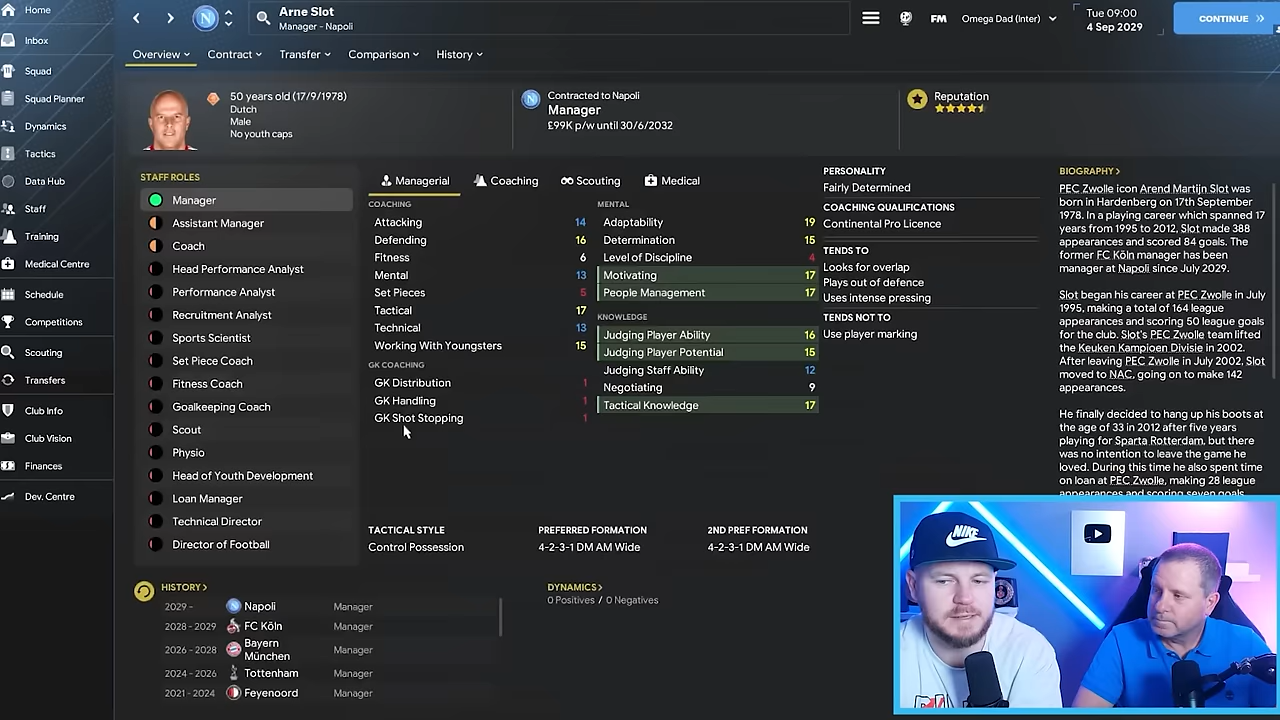 Home
Inbox
Squad
Squad Planner
Dynamics
Tactics
Data Hub
Staff
Training
Medical Centre
Schedule
Competitions
Scouting
Transfers
Club Info
Club Vision
Finances
Dev. Centre
N
Arne Slot
Manager - Napoli
FM
Omega Dad (Inter)
Tue 09:00
4 Sep 2029
CONTINUE
Overview
Contract
Transfer
Comparison
History
50 years old (17/9/1978)
Dutch
Male
No youth caps
Contracted to Napoli
Manager
£99K p/w until 30/6/2032
Reputation
STAFF ROLES
Manager
Assistant Manager
Coach
Head Performance Analyst
Performance Analyst
Recruitment Analyst
Sports Scientist
Set Piece Coach
Fitness Coach
Goalkeeping Coach
Scout
Physio
Head of Youth Development
Loan Manager
Technical Director
Director of Football
Managerial
Coaching
Scouting
Medical
COACHING
Attacking 14
Defending 16
Fitness 6
Mental 13
Set Pieces 5
Tactical 17
Technical 13
Working With Youngsters 15
GK COACHING
GK Distribution 1
GK Handling 1
GK Shot Stopping 1
MENTAL
Adaptability 19
Determination 15
Level of Discipline 4
Motivating 17
People Management 17
KNOWLEDGE
Judging Player Ability 16
Judging Player Potential 15
Judging Staff Ability 12
Negotiating 9
Tactical Knowledge 17
PERSONALITY
Fairly Determined
COACHING QUALIFICATIONS
Continental Pro Licence
TENDS TO
Looks for overlap
Plays out of defence
Uses intense pressing
TENDS NOT TO
Use player marking
BIOGRAPHY >
PEC Zwolle icon Arend Martijn Slot was
born in Hardenberg on 17th September
1978. In a playing career which spanned 17
years from 1995 to 2012, Slot made 388
appearances and scored 84 goals. The
former FC Köln manager has been
manager at Napoli since July 2029.
Slot began his career at PEC Zwolle in July
1995, making a total of 164 league
appearances and scoring 50 league goals
for the club. Slot's PEC Zwolle team lifted
the Keuken Kampioen Divisie in 2002.
After leaving PEC Zwolle in July 2002, Slot
moved to NAC, going on to make 142
appearances.
He finally decided to hang up his boots at
the age of 33 in 2012 after five years
playing for Sparta Rotterdam, but there
was no intention to leave the game he
loved. During this time he also spent time
on loan at PEC Zwolle, making 28 league
appearances and scoring seven goals.
TACTICAL STYLE
Control Possession
PREFERRED FORMATION
4-2-3-1 DM AM Wide
2ND PREF FORMATION
4-2-3-1 DM AM Wide
HISTORY >
2029 - Napoli Manager
2028 - 2029 FC Köln Manager
2026 - 2028 Bayern
München Manager
2024 - 2026 Tottenham Manager
2021 - 2024 Feyenoord Manager
DYNAMICS >
0 Positives / 0 Negatives
NIKE